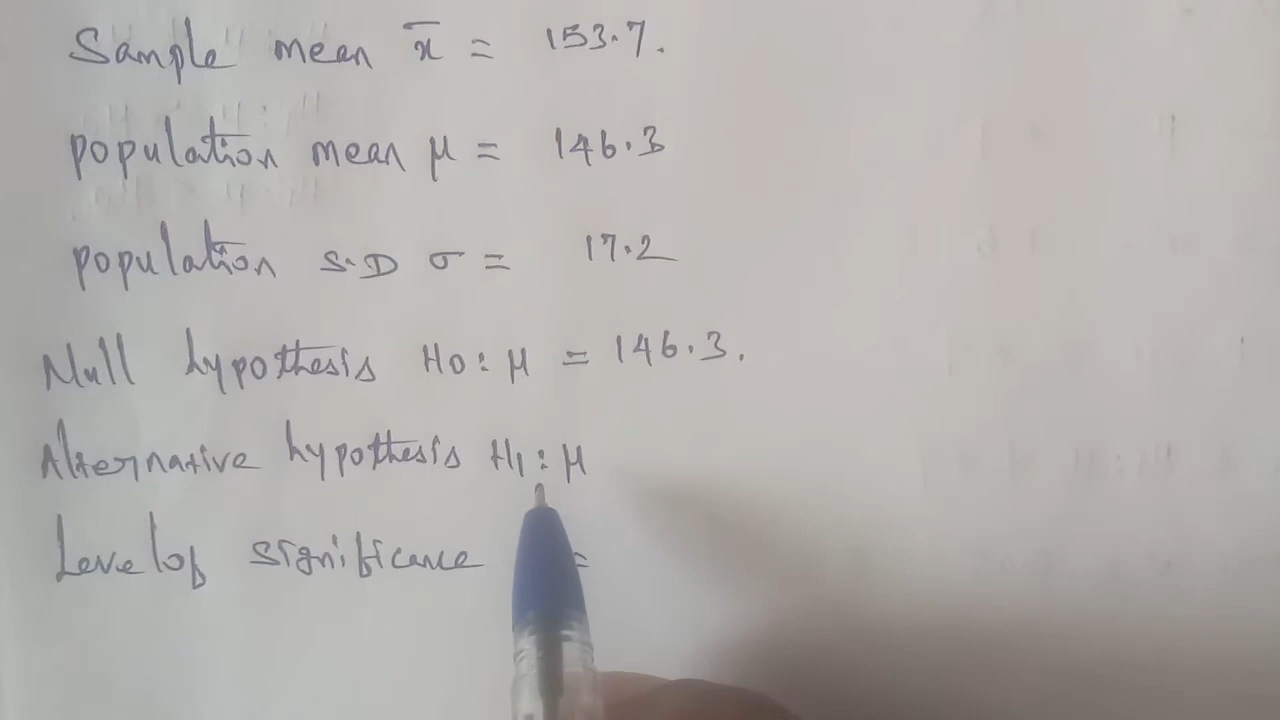 Sample mean x̄ = 153.7.
population mean μ = 146.3
population S.D σ = 17.2
Null hypothesis H0: μ = 146.3.
Alternative hypothesis H1: μ
Level of significance =